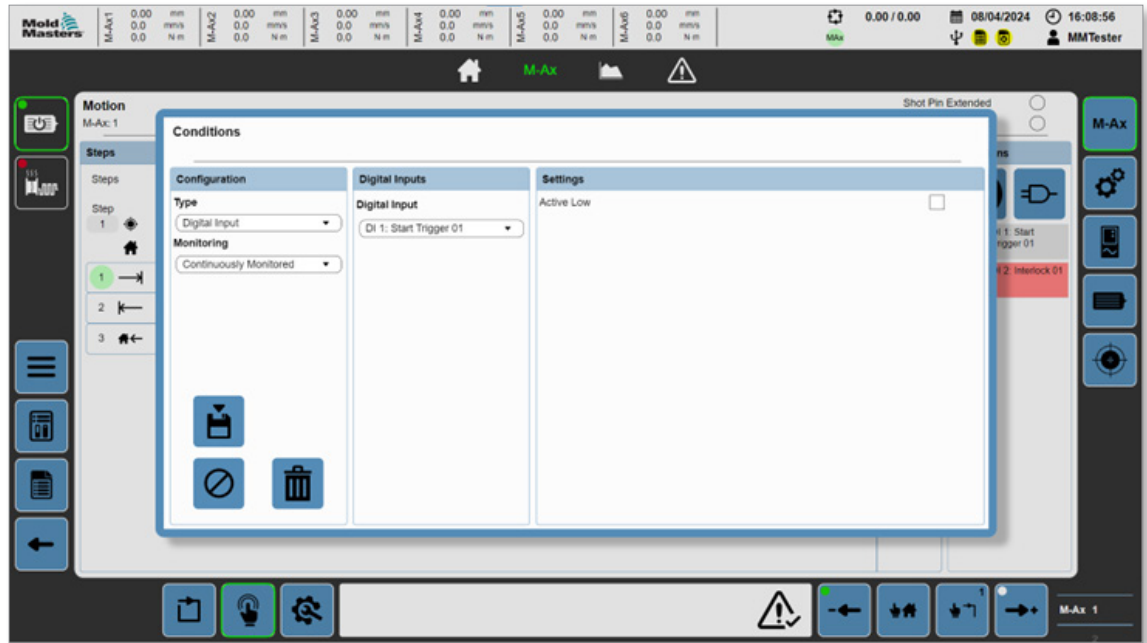 Mold
Masters
M-Ax1
0.00 mm
0.0 mm/s
0.0 N·m
M-Ax2
0.00 mm
0.0 mm/s
0.0 N·m
M-Ax3
0.00 mm
0.0 mm/s
0.0 N·m
M-Ax4
0.00 mm
0.0 mm/s
0.0 N·m
M-Ax5
0.00 mm
0.0 mm/s
0.0 N·m
M-Ax6
0.00 mm
0.0 mm/s
0.0 N·m
MAx
0.00 / 0.00
08/04/2024
16:08:56
MMTester
M-Ax
Motion
M-Ax: 1
Shot Pin Extended
Steps
Steps
Step
1
1
2
3
Conditions
Configuration
Type
Digital Input
Monitoring
Continuously Monitored
Digital Inputs
Digital Input
DI 1: Start Trigger 01
Settings
Active Low
ns
I 1: Start
rigger 01
I 2: Interlock 01
M-Ax
1
M-Ax 1
2